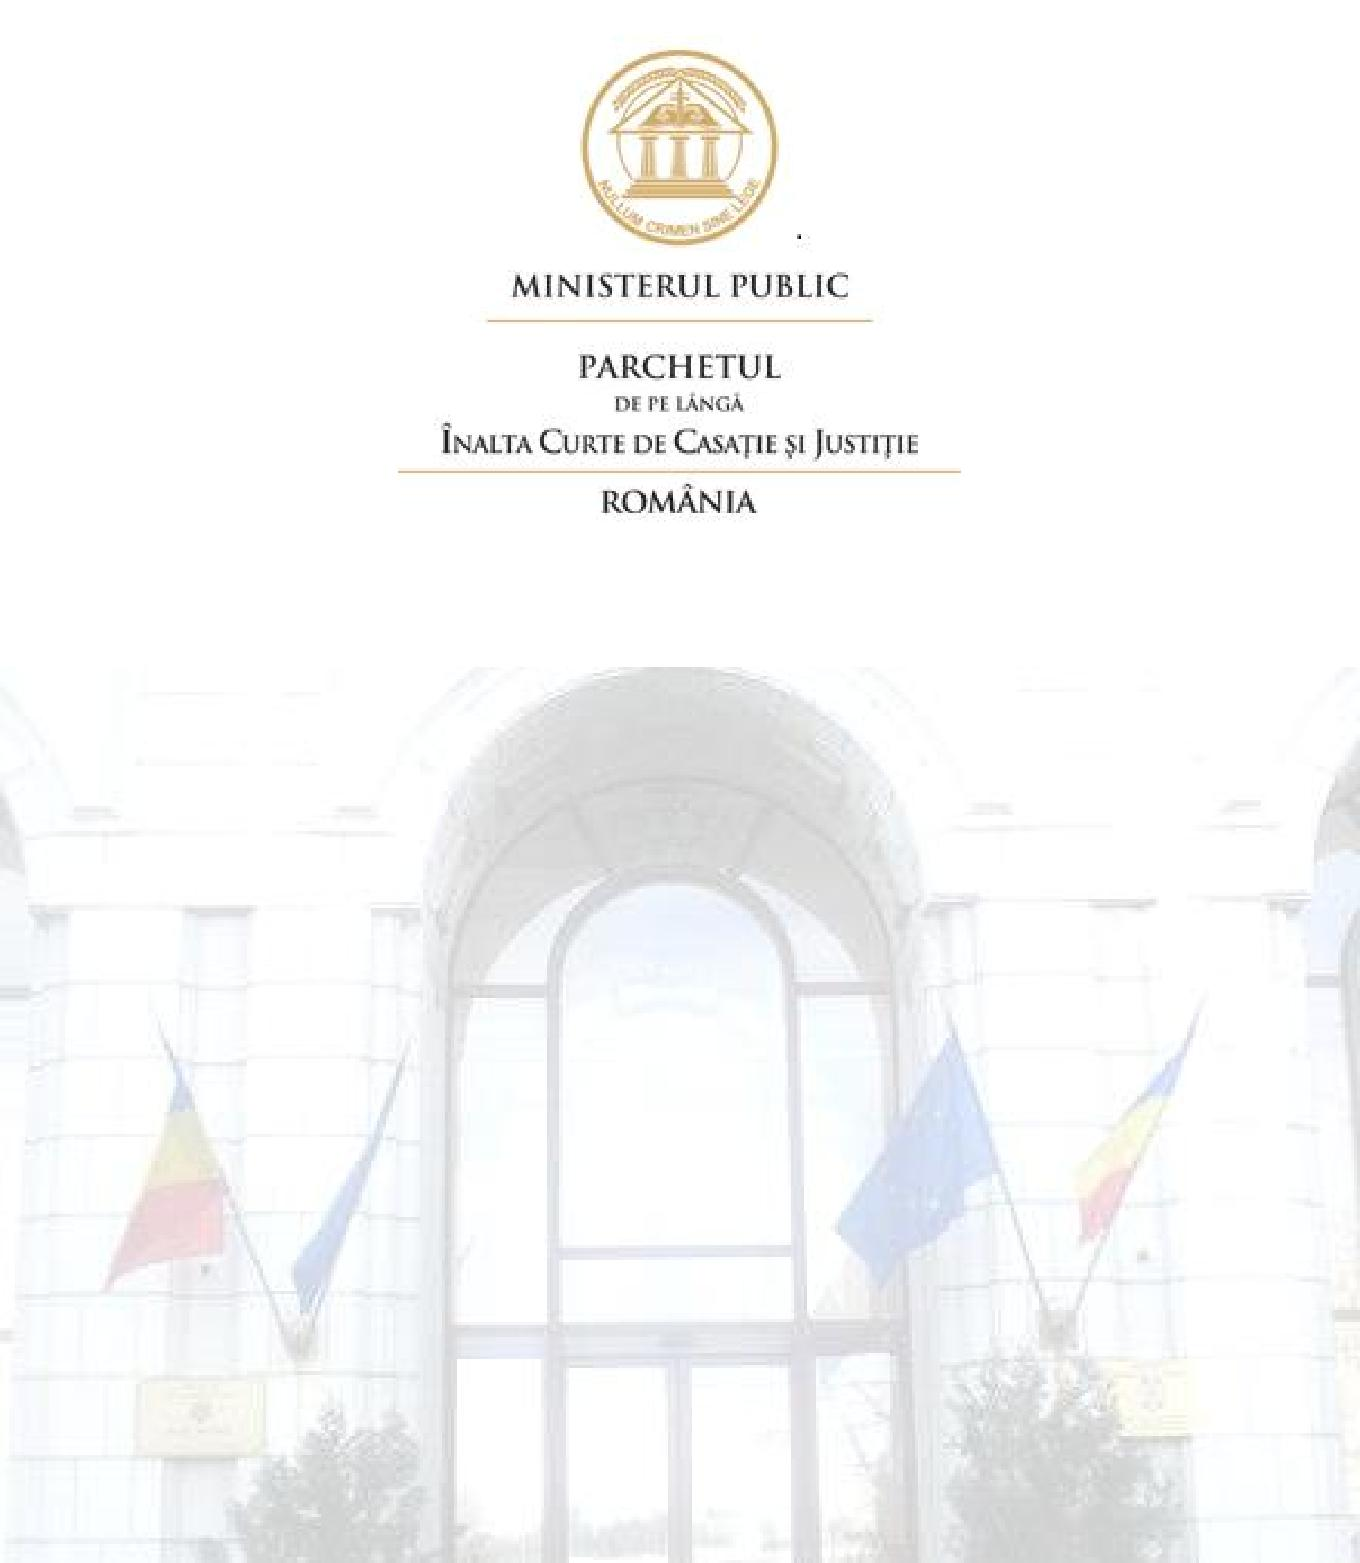 NULLUM CRIMEN SINE LEGE
MINISTERUL PUBLIC
PARCHETUL
DE PE LÂNGĂ
ÎNALTA CURTE DE CASAȚIE ȘI JUSTIȚIE
ROMÂNIA